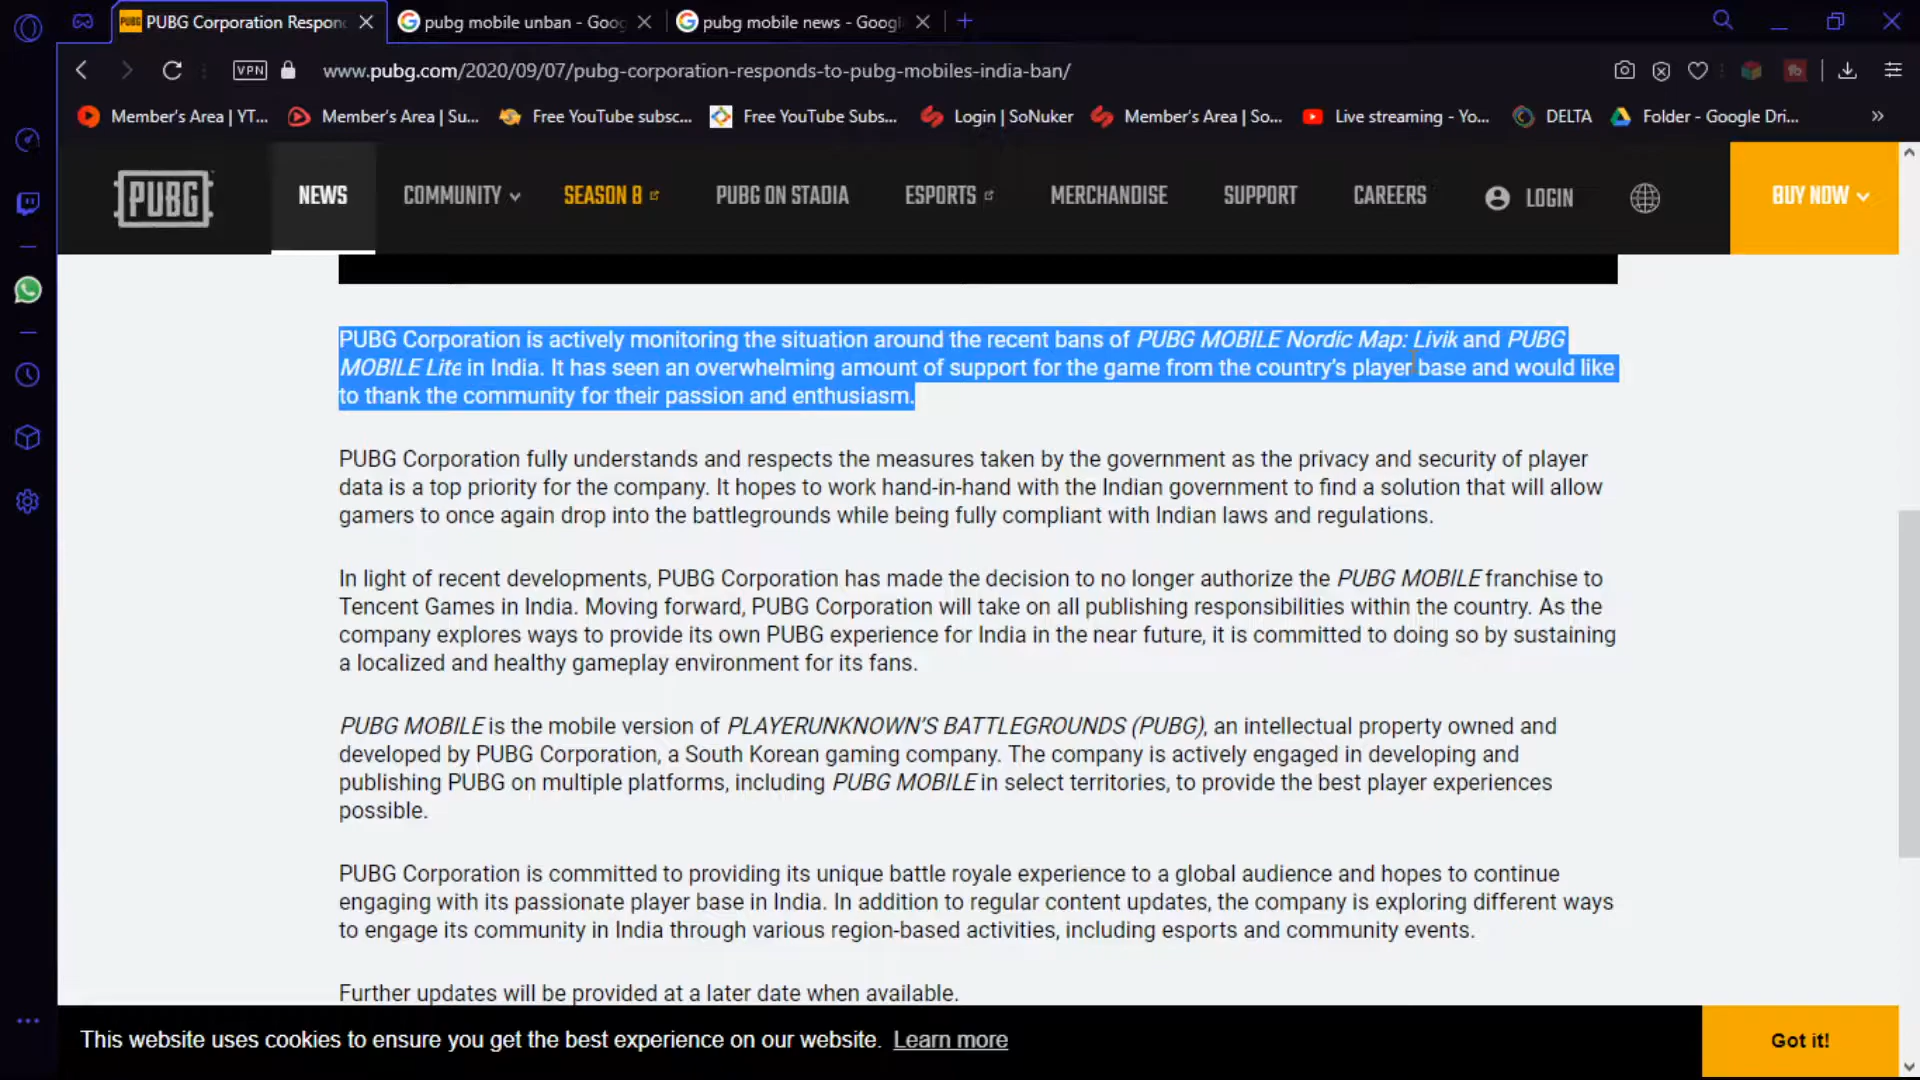 PUBG Corporation Respon
pubg mobile unban - Goog
pubg mobile news - Googl
VPN
www.pubg.com/2020/09/07/pubg-corporation-responds-to-pubg-mobiles-india-ban/
Member's Area | YT...
Member's Area | Su...
Free YouTube subsc...
Free YouTube Subs...
Login | SoNuker
Member's Area | So...
Live streaming - Yo...
DELTA
Folder - Google Dri...
»
PUBG
NEWS
COMMUNITY
SEASON 8
PUBG ON STADIA
ESPORTS
MERCHANDISE
SUPPORT
CAREERS
LOGIN
BUY NOW
PUBG Corporation is actively monitoring the situation around the recent bans of PUBG MOBILE Nordic Map: Livik and PUBG
MOBILE Lite in India. It has seen an overwhelming amount of support for the game from the country's player base and would like
to thank the community for their passion and enthusiasm.
PUBG Corporation fully understands and respects the measures taken by the government as the privacy and security of player
data is a top priority for the company. It hopes to work hand-in-hand with the Indian government to find a solution that will allow
gamers to once again drop into the battlegrounds while being fully compliant with Indian laws and regulations.
In light of recent developments, PUBG Corporation has made the decision to no longer authorize the PUBG MOBILE franchise to
Tencent Games in India. Moving forward, PUBG Corporation will take on all publishing responsibilities within the country. As the
company explores ways to provide its own PUBG experience for India in the near future, it is committed to doing so by sustaining
a localized and healthy gameplay environment for its fans.
PUBG MOBILE is the mobile version of PLAYERUNKNOWN'S BATTLEGROUNDS (PUBG), an intellectual property owned and
developed by PUBG Corporation, a South Korean gaming company. The company is actively engaged in developing and
publishing PUBG on multiple platforms, including PUBG MOBILE in select territories, to provide the best player experiences
possible.
PUBG Corporation is committed to providing its unique battle royale experience to a global audience and hopes to continue
engaging with its passionate player base in India. In addition to regular content updates, the company is exploring different ways
to engage its community in India through various region-based activities, including esports and community events.
Further updates will be provided at a later date when available.
This website uses cookies to ensure you get the best experience on our website. Learn more
Got it!